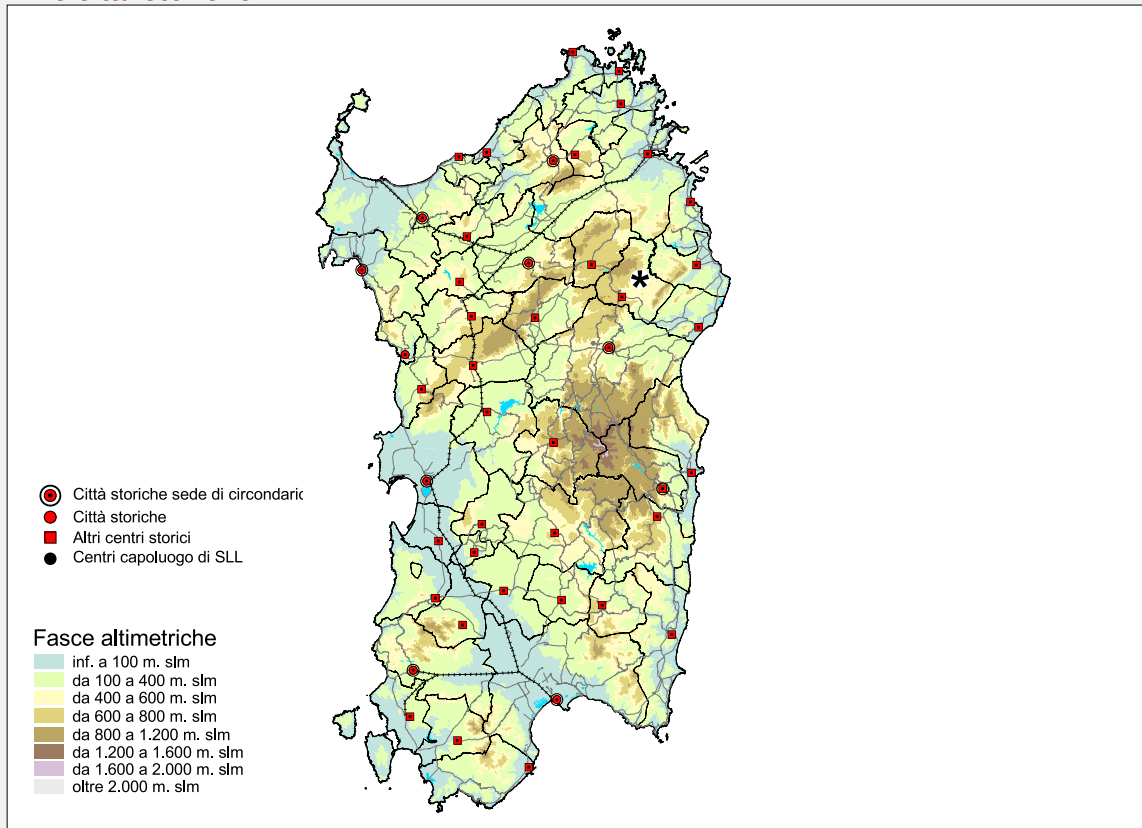 Città storiche sede di circondario
Città storiche
Altri centri storici
Centri capoluogo di SLL
Fasce altimetriche
inf. a 100 m. slm
da 100 a 400 m. slm
da 400 a 600 m. slm
da 600 a 800 m. slm
da 800 a 1.200 m. slm
da 1.200 a 1.600 m. slm
da 1.600 a 2.000 m. slm
oltre 2.000 m. slm
*